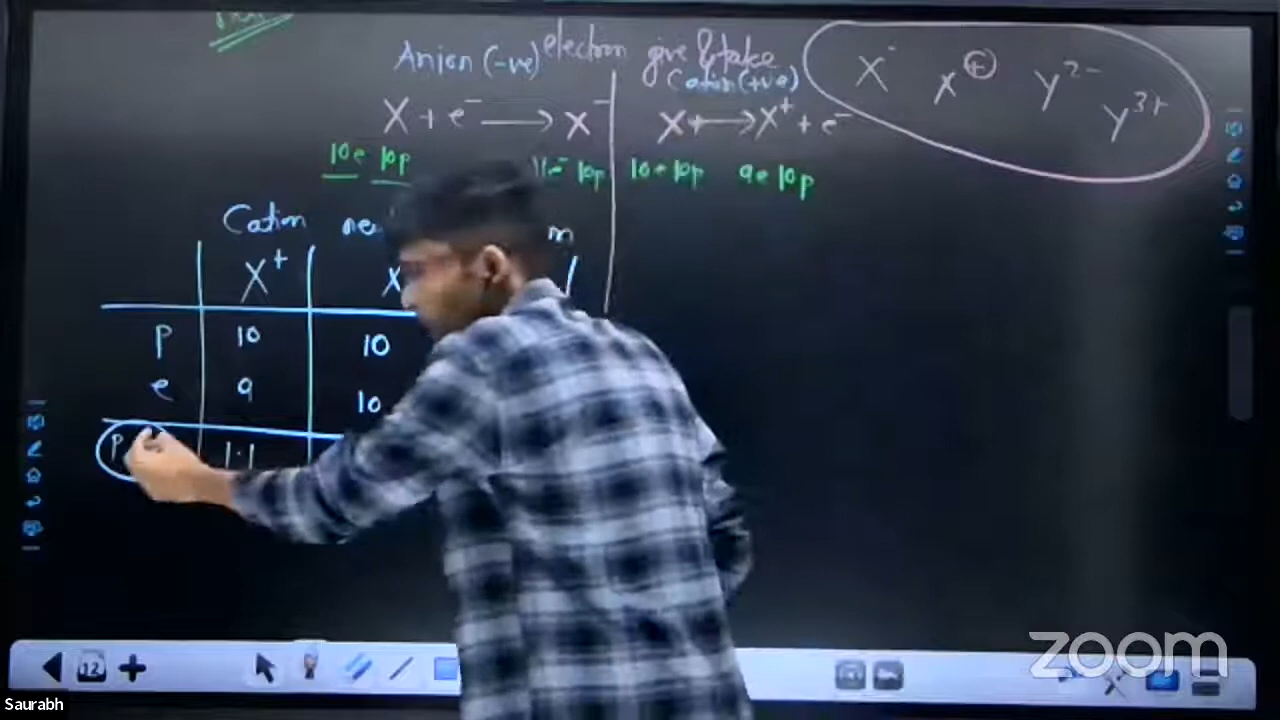 electron give & take
Anion (-ve)
Cation (+ve)
X⁻ X⁺ Y²⁻ Y³⁺
X + e⁻ → X⁻
X → X⁺ + e⁻
10e 10p
11e⁻ 10p
10e 10p 9e 10p
Cation
X⁺ X
P 10 10
e 9 10
P 1.1
12
zoom
Saurabh